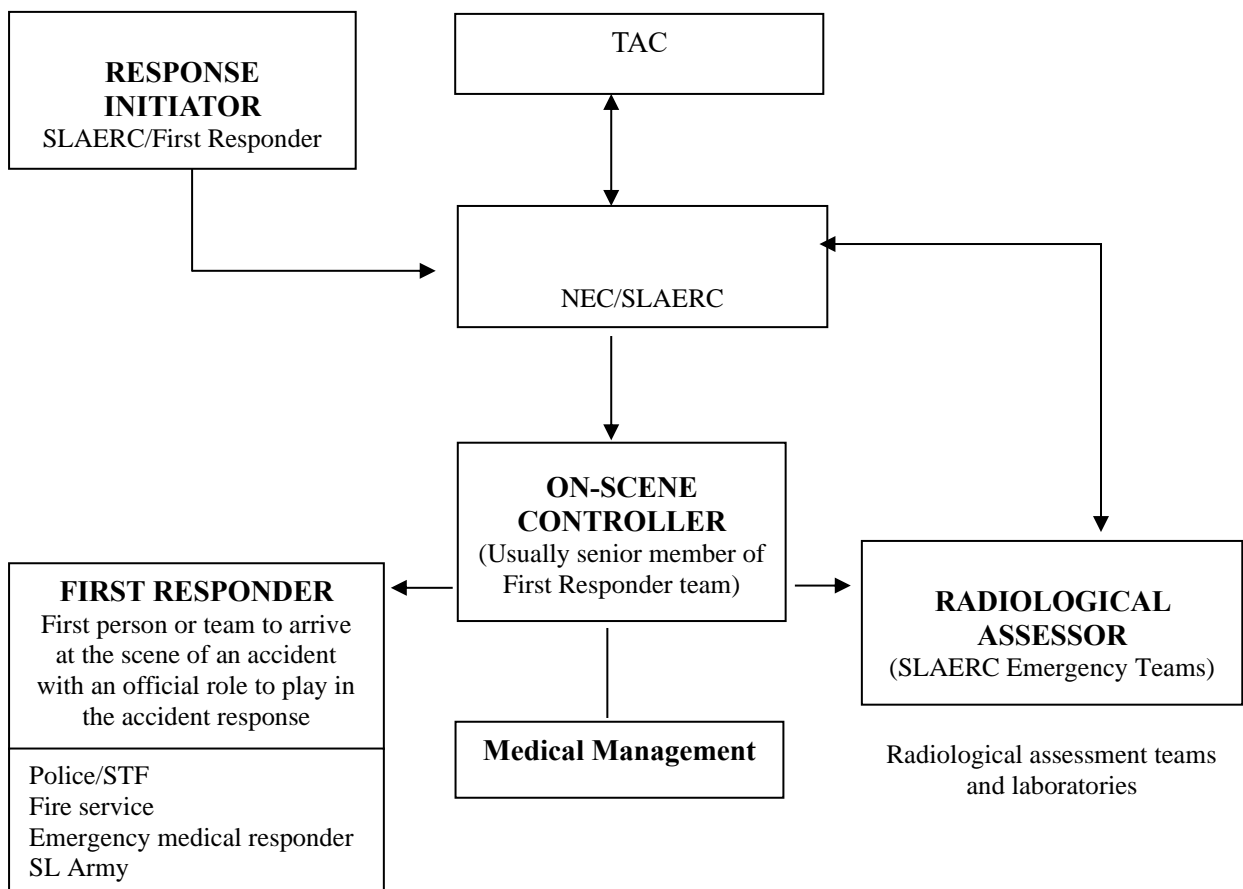 RESPONSE
INITIATOR
SLAERC/First Responder
TAC
NEC/SLAERC
ON-SCENE
CONTROLLER
(Usually senior member of
First Responder team)
FIRST RESPONDER
First person or team to arrive
at the scene of an accident
with an official role to play in
the accident response
Police/STF
Fire service
Emergency medical responder
SL Army
Medical Management
RADIOLOGICAL
ASSESSOR
(SLAERC Emergency Teams)
Radiological assessment teams
and laboratories